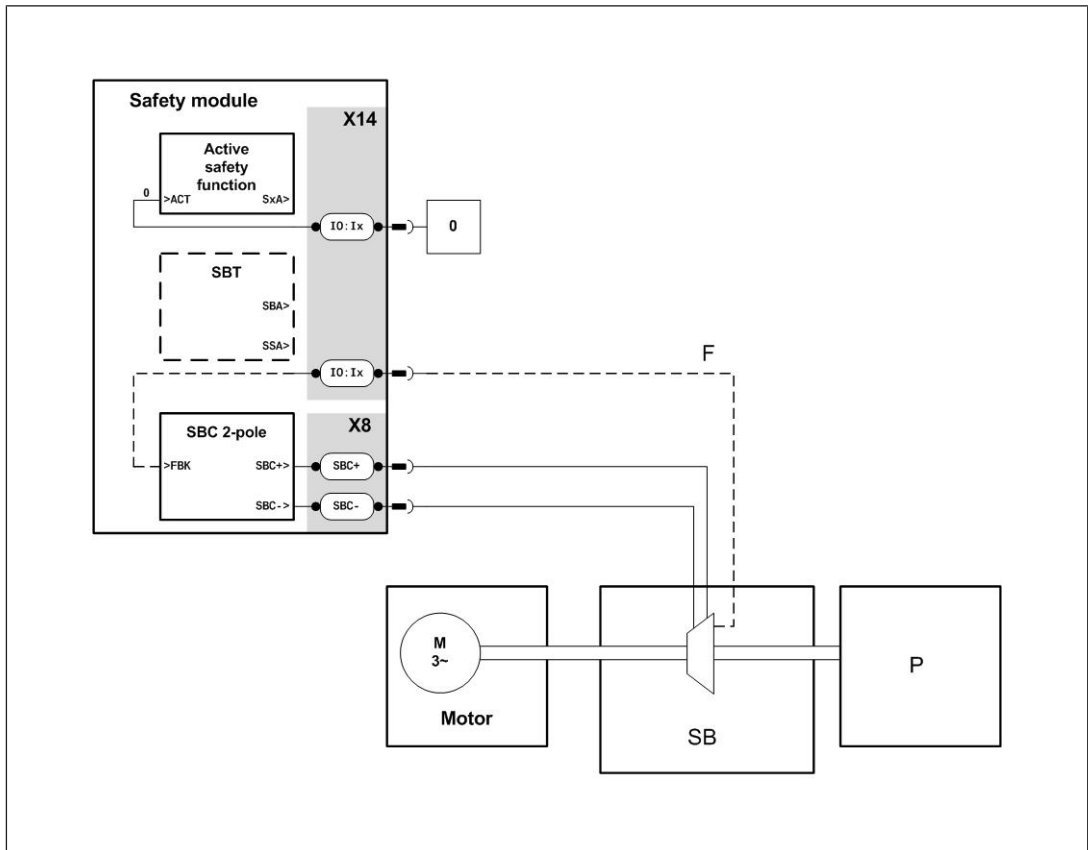 Safety module
X14
Active
safety
function
0
>ACT
SxA>
IO:Ix
0
SBT
SBA>
SSA>
IO:Ix
F
X8
SBC 2-pole
>FBK
SBC+>
SBC+
SBC->
SBC-
M
3~
Motor
SB
P